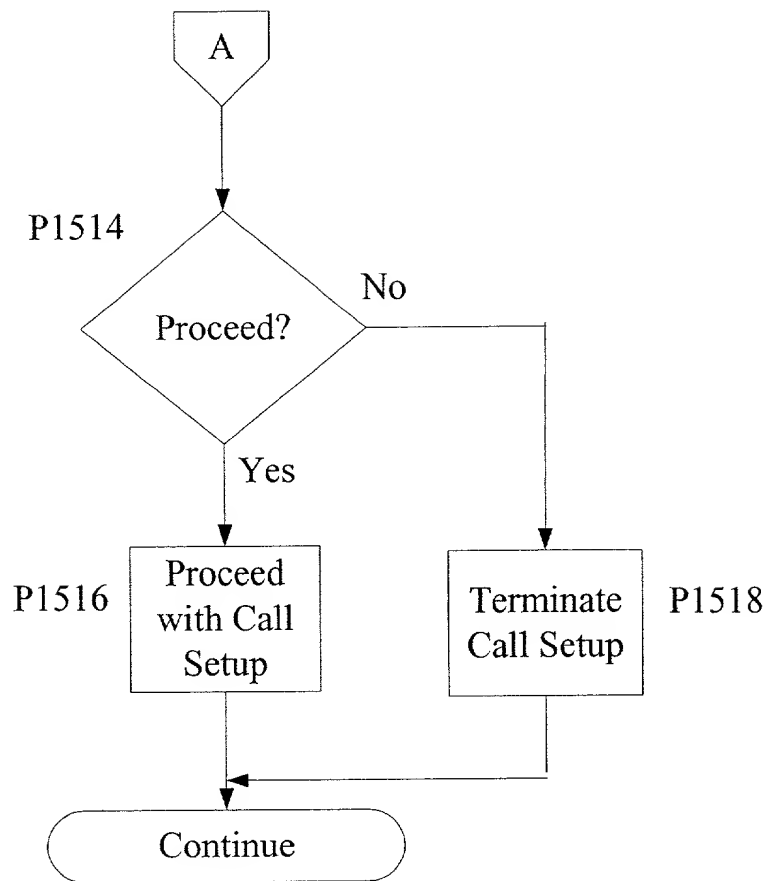 A
P1514
No
Proceed?
Yes
P1516
Proceed
with Call
Setup
Terminate
Call Setup
P1518
Continue